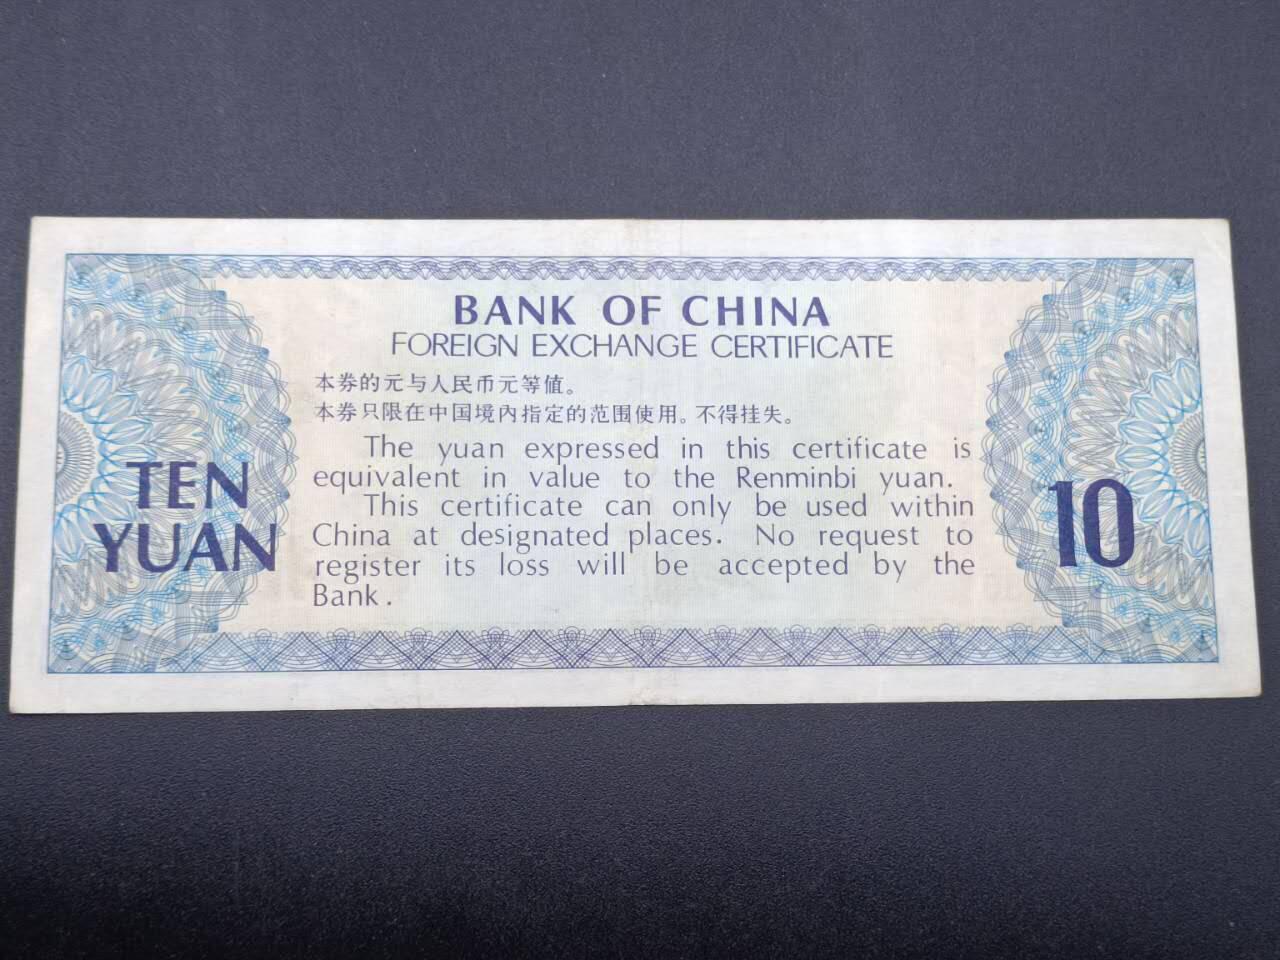 BANK OF CHINA
FOREIGN EXCHANGE CERTIFICATE
本券的元与人民币元等值。
本券只限在中国境内指定的范围使用。不得挂失。
The yuan expressed in this certificate is
equivalent in value to the Renminbi yuan.
This certificate can only be used within
China at designated places. No request to
register its loss will be accepted by the
Bank.
TEN
YUAN
10